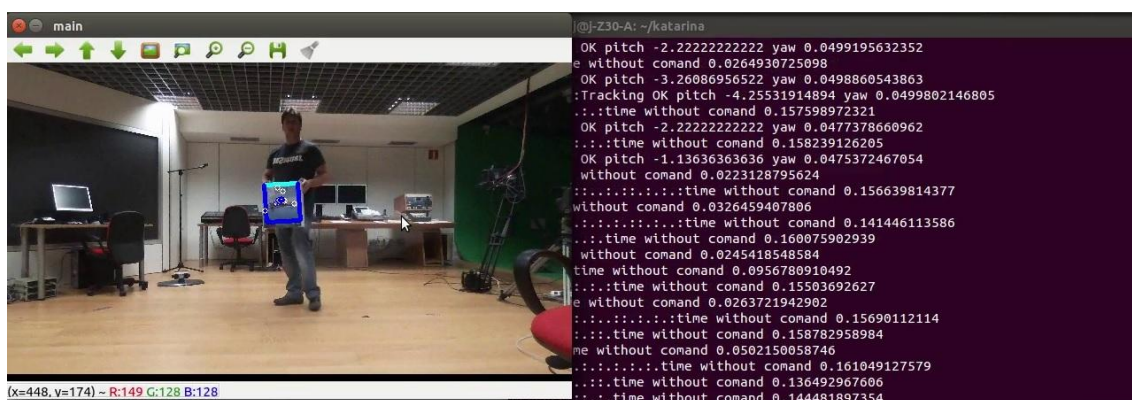 main
j@j-Z30-A: ~/katarina
OK pitch -2.22222222222 yaw 0.0499195632352
e without comand 0.0264930725098
OK pitch -3.26086956522 yaw 0.0498860543863
:Tracking OK pitch -4.25531914894 yaw 0.0499802146805
.:.:time without comand 0.157598972321
OK pitch -2.22222222222 yaw 0.0477378660962
:.:.:time without comand 0.158239126205
OK pitch -1.13636363636 yaw 0.0475372467054
without comand 0.0223128795624
::..:.::.:.:.:time without comand 0.156639814377
without comand 0.0326459407806
.:.:.:.::.:..:time without comand 0.141446113586
..:.time without comand 0.160075902939
without comand 0.0245418548584
time without comand 0.0956780910492
:.:.:time without comand 0.15503692627
e without comand 0.0263721942902
:.:..::.:.:.:time without comand 0.15690112114
:.::.time without comand 0.158782958984
me without comand 0.0502150058746
.:.:.:.:.:.time without comand 0.161049127579
..::.time without comand 0.136492967606
::.:.time without comand 0.144481897354
(x=448, y=174) ~ R:149 G:128 B:128